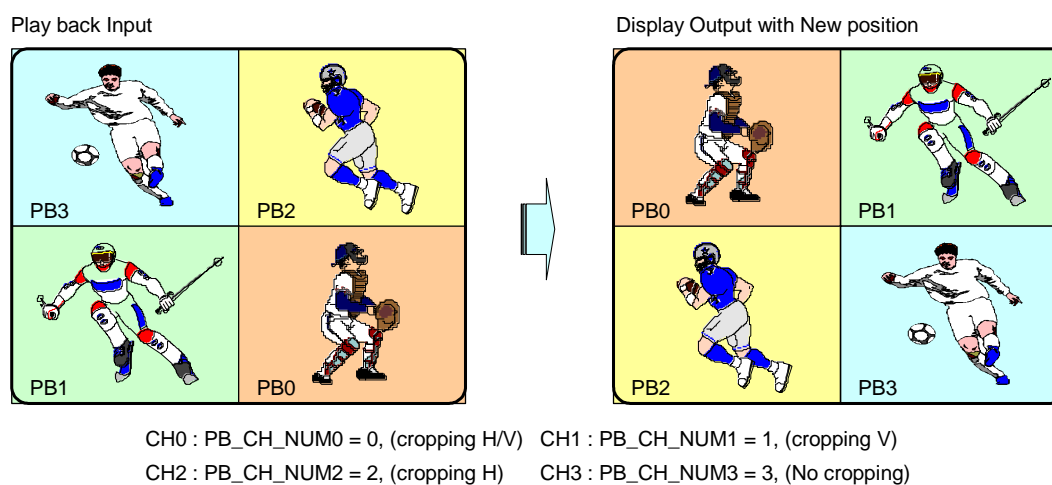 Play back Input
Display Output with New position
PB3
PB2
PB0
PB1
PB1
PB0
PB2
PB3
CH0 : PB_CH_NUM0 = 0, (cropping H/V) CH1 : PB_CH_NUM1 = 1, (cropping V)
CH2 : PB_CH_NUM2 = 2, (cropping H) CH3 : PB_CH_NUM3 = 3, (No cropping)